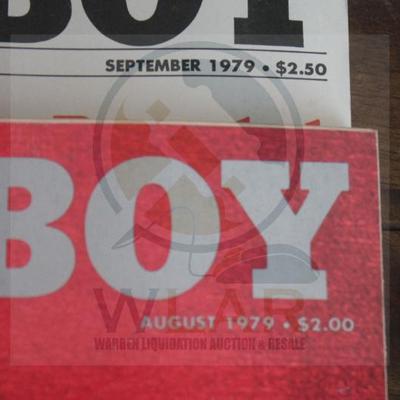 BOY
SEPTEMBER 1979 • $2.50
BOY
WLAR
AUGUST 1979 • $2.00
WARREN LIQUIDATION AUCTION & RESALE